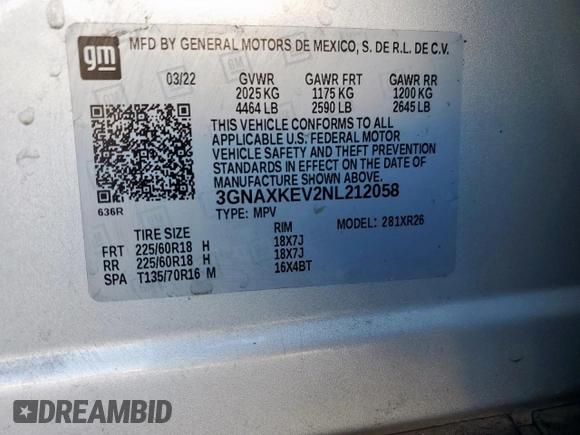 gm MFD BY GENERAL MOTORS DE MEXICO, S. DE R.L. DE C.V.
03/22 GVWR GAWR FRT GAWR RR
2025 KG 1175 KG 1200 KG
4464 LB 2590 LB 2645 LB
THIS VEHICLE CONFORMS TO ALL
APPLICABLE U.S. FEDERAL MOTOR
VEHICLE SAFETY AND THEFT PREVENTION
STANDARDS IN EFFECT ON THE DATE OF
MANUFACTURE SHOWN ABOVE.
636R 3GNAXKEV2NL212058
TYPE: MPV MODEL: 281XR26
TIRE SIZE RIM
FRT 225/60R18 H 18X7J
RR 225/60R18 H 18X7J
SPA T135/70R16 M 16X4BT
DREAMBID